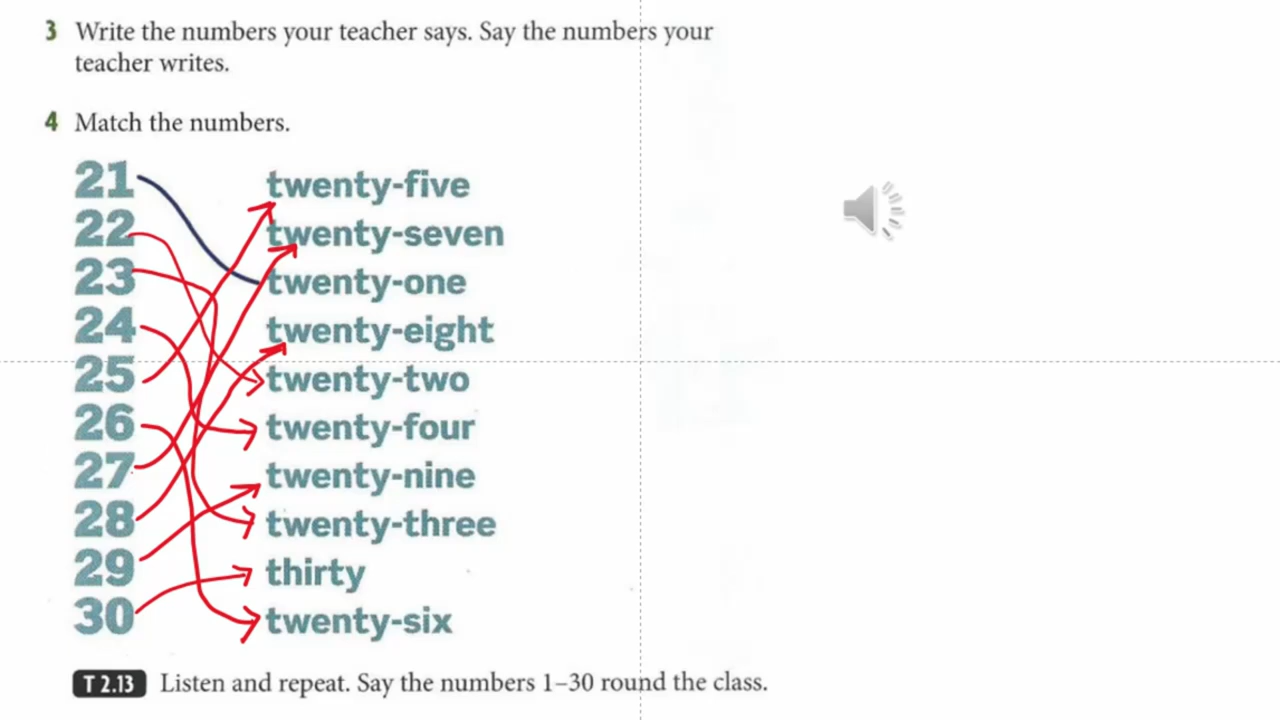 3 Write the numbers your teacher says. Say the numbers your
teacher writes.
4 Match the numbers.
21 twenty-five
22 twenty-seven
23 twenty-one
24 twenty-eight
25 twenty-two
26 twenty-four
27 twenty-nine
28 twenty-three
29 thirty
30 twenty-six
T 2.13 Listen and repeat. Say the numbers 1–30 round the class.